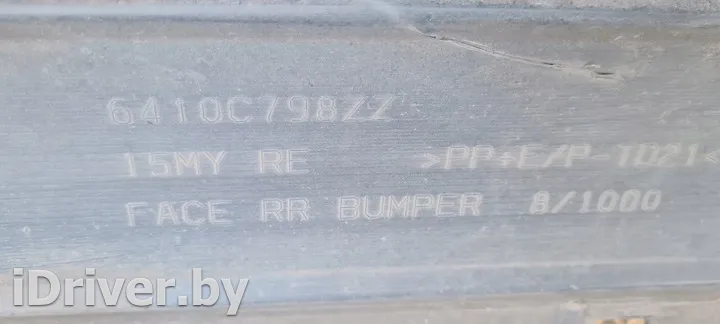 6410C798ZZ
15MY RE >PP+E/P-TD21<
FACE RR BUMPER 8/1000
iDriver.by